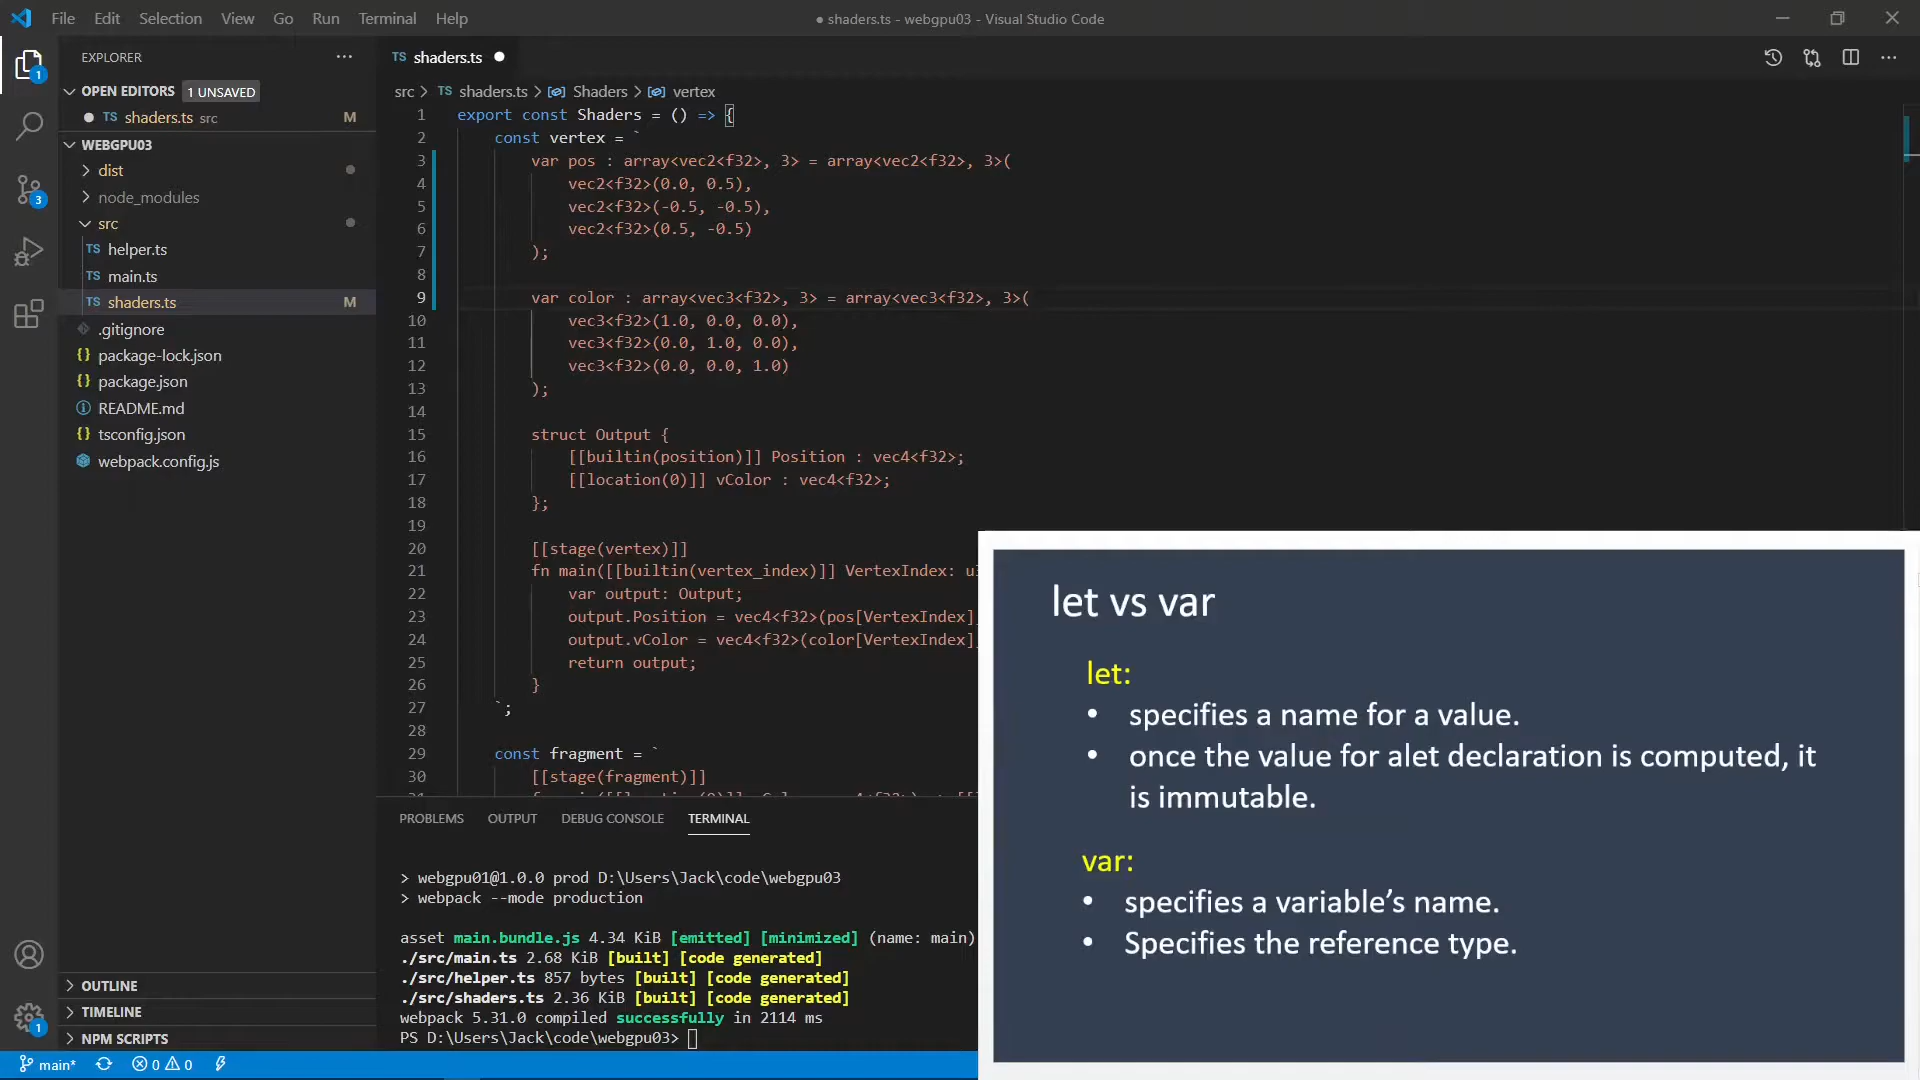 File Edit Selection View Go Run Terminal Help
● shaders.ts - webgpu03 - Visual Studio Code
EXPLORER
OPEN EDITORS 1 UNSAVED
TS shaders.ts src M
WEBGPU03
dist
node_modules
src
TS helper.ts
TS main.ts
TS shaders.ts M
.gitignore
{} package-lock.json
{} package.json
README.md
{} tsconfig.json
webpack.config.js
OUTLINE
TIMELINE
NPM SCRIPTS
1
3
1
TS shaders.ts ●
src > TS shaders.ts > Shaders > vertex
1 export const Shaders = () => {
2 const vertex = `
3 var pos : array<vec2<f32>, 3> = array<vec2<f32>, 3>(
4 vec2<f32>(0.0, 0.5),
5 vec2<f32>(-0.5, -0.5),
6 vec2<f32>(0.5, -0.5)
7 );
8
9 var color : array<vec3<f32>, 3> = array<vec3<f32>, 3>(
10 vec3<f32>(1.0, 0.0, 0.0),
11 vec3<f32>(0.0, 1.0, 0.0),
12 vec3<f32>(0.0, 0.0, 1.0)
13 );
14
15 struct Output {
16 [[builtin(position)]] Position : vec4<f32>;
17 [[location(0)]] vColor : vec4<f32>;
18 };
19
20 [[stage(vertex)]]
21 fn main([[builtin(vertex_index)]] VertexIndex:
22 var output: Output;
23 output.Position = vec4<f32>(pos[VertexIndex]
24 output.vColor = vec4<f32>(color[VertexIndex]
25 return output;
26 }
27 `;
28
29 const fragment = `
30 [[stage(fragment)]]
PROBLEMS OUTPUT DEBUG CONSOLE TERMINAL
> webgpu01@1.0.0 prod D:\Users\Jack\code\webgpu03
> webpack --mode production
asset main.bundle.js 4.34 KiB [emitted] [minimized] (name: main)
./src/main.ts 2.68 KiB [built] [code generated]
./src/helper.ts 857 bytes [built] [code generated]
./src/shaders.ts 2.36 KiB [built] [code generated]
webpack 5.31.0 compiled successfully in 2114 ms
PS D:\Users\Jack\code\webgpu03>
main* 0 0
let vs var
let:
• specifies a name for a value.
• once the value for alet declaration is computed, it
is immutable.
var:
• specifies a variable’s name.
• Specifies the reference type.